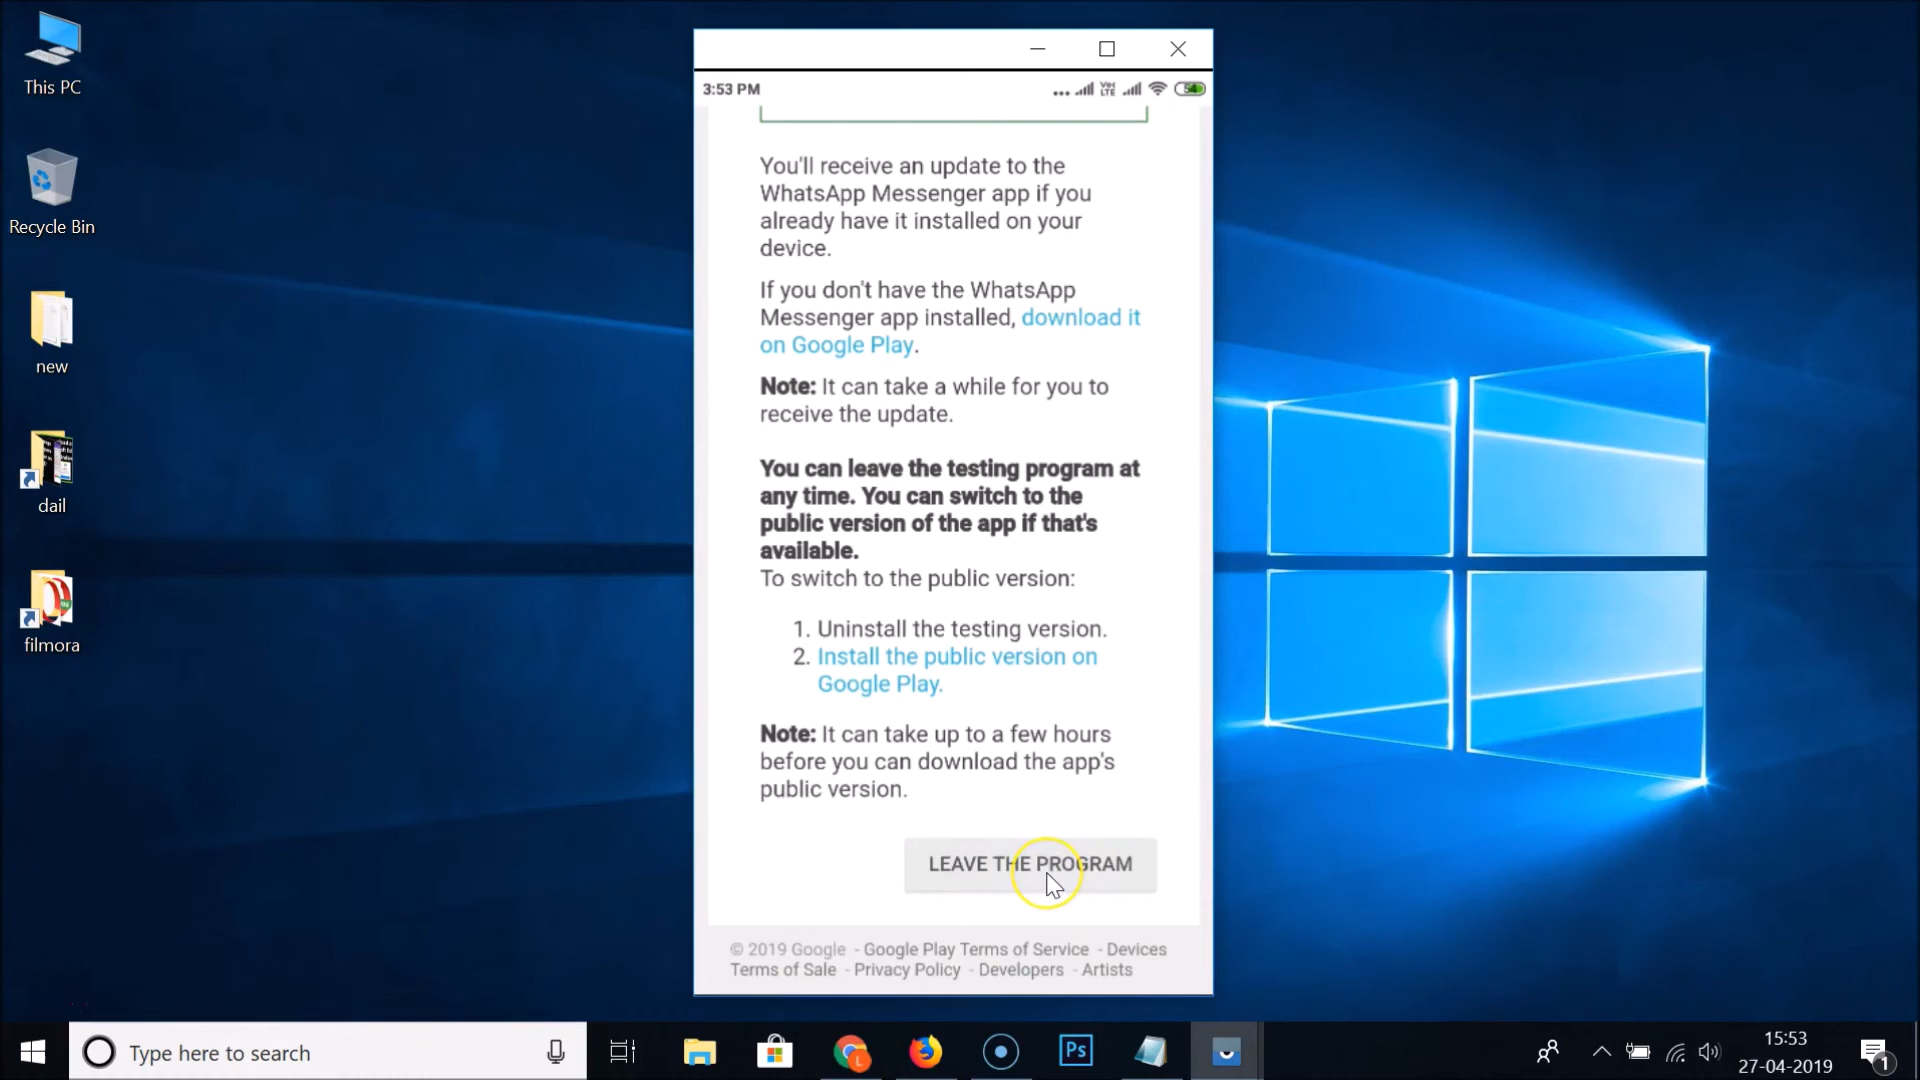 This PC
Recycle Bin
new
dail
filmora
3:53 PM
Vo
LTE
54
You'll receive an update to the
WhatsApp Messenger app if you
already have it installed on your
device.
If you don't have the WhatsApp
Messenger app installed, download it
on Google Play.
Note: It can take a while for you to
receive the update.
You can leave the testing program at
any time. You can switch to the
public version of the app if that's
available.
To switch to the public version:
1. Uninstall the testing version.
2. Install the public version on
Google Play.
Note: It can take up to a few hours
before you can download the app's
public version.
LEAVE THE PROGRAM
© 2019 Google - Google Play Terms of Service - Devices
Terms of Sale - Privacy Policy - Developers - Artists
Type here to search
L
Ps
15:53
27-04-2019
1